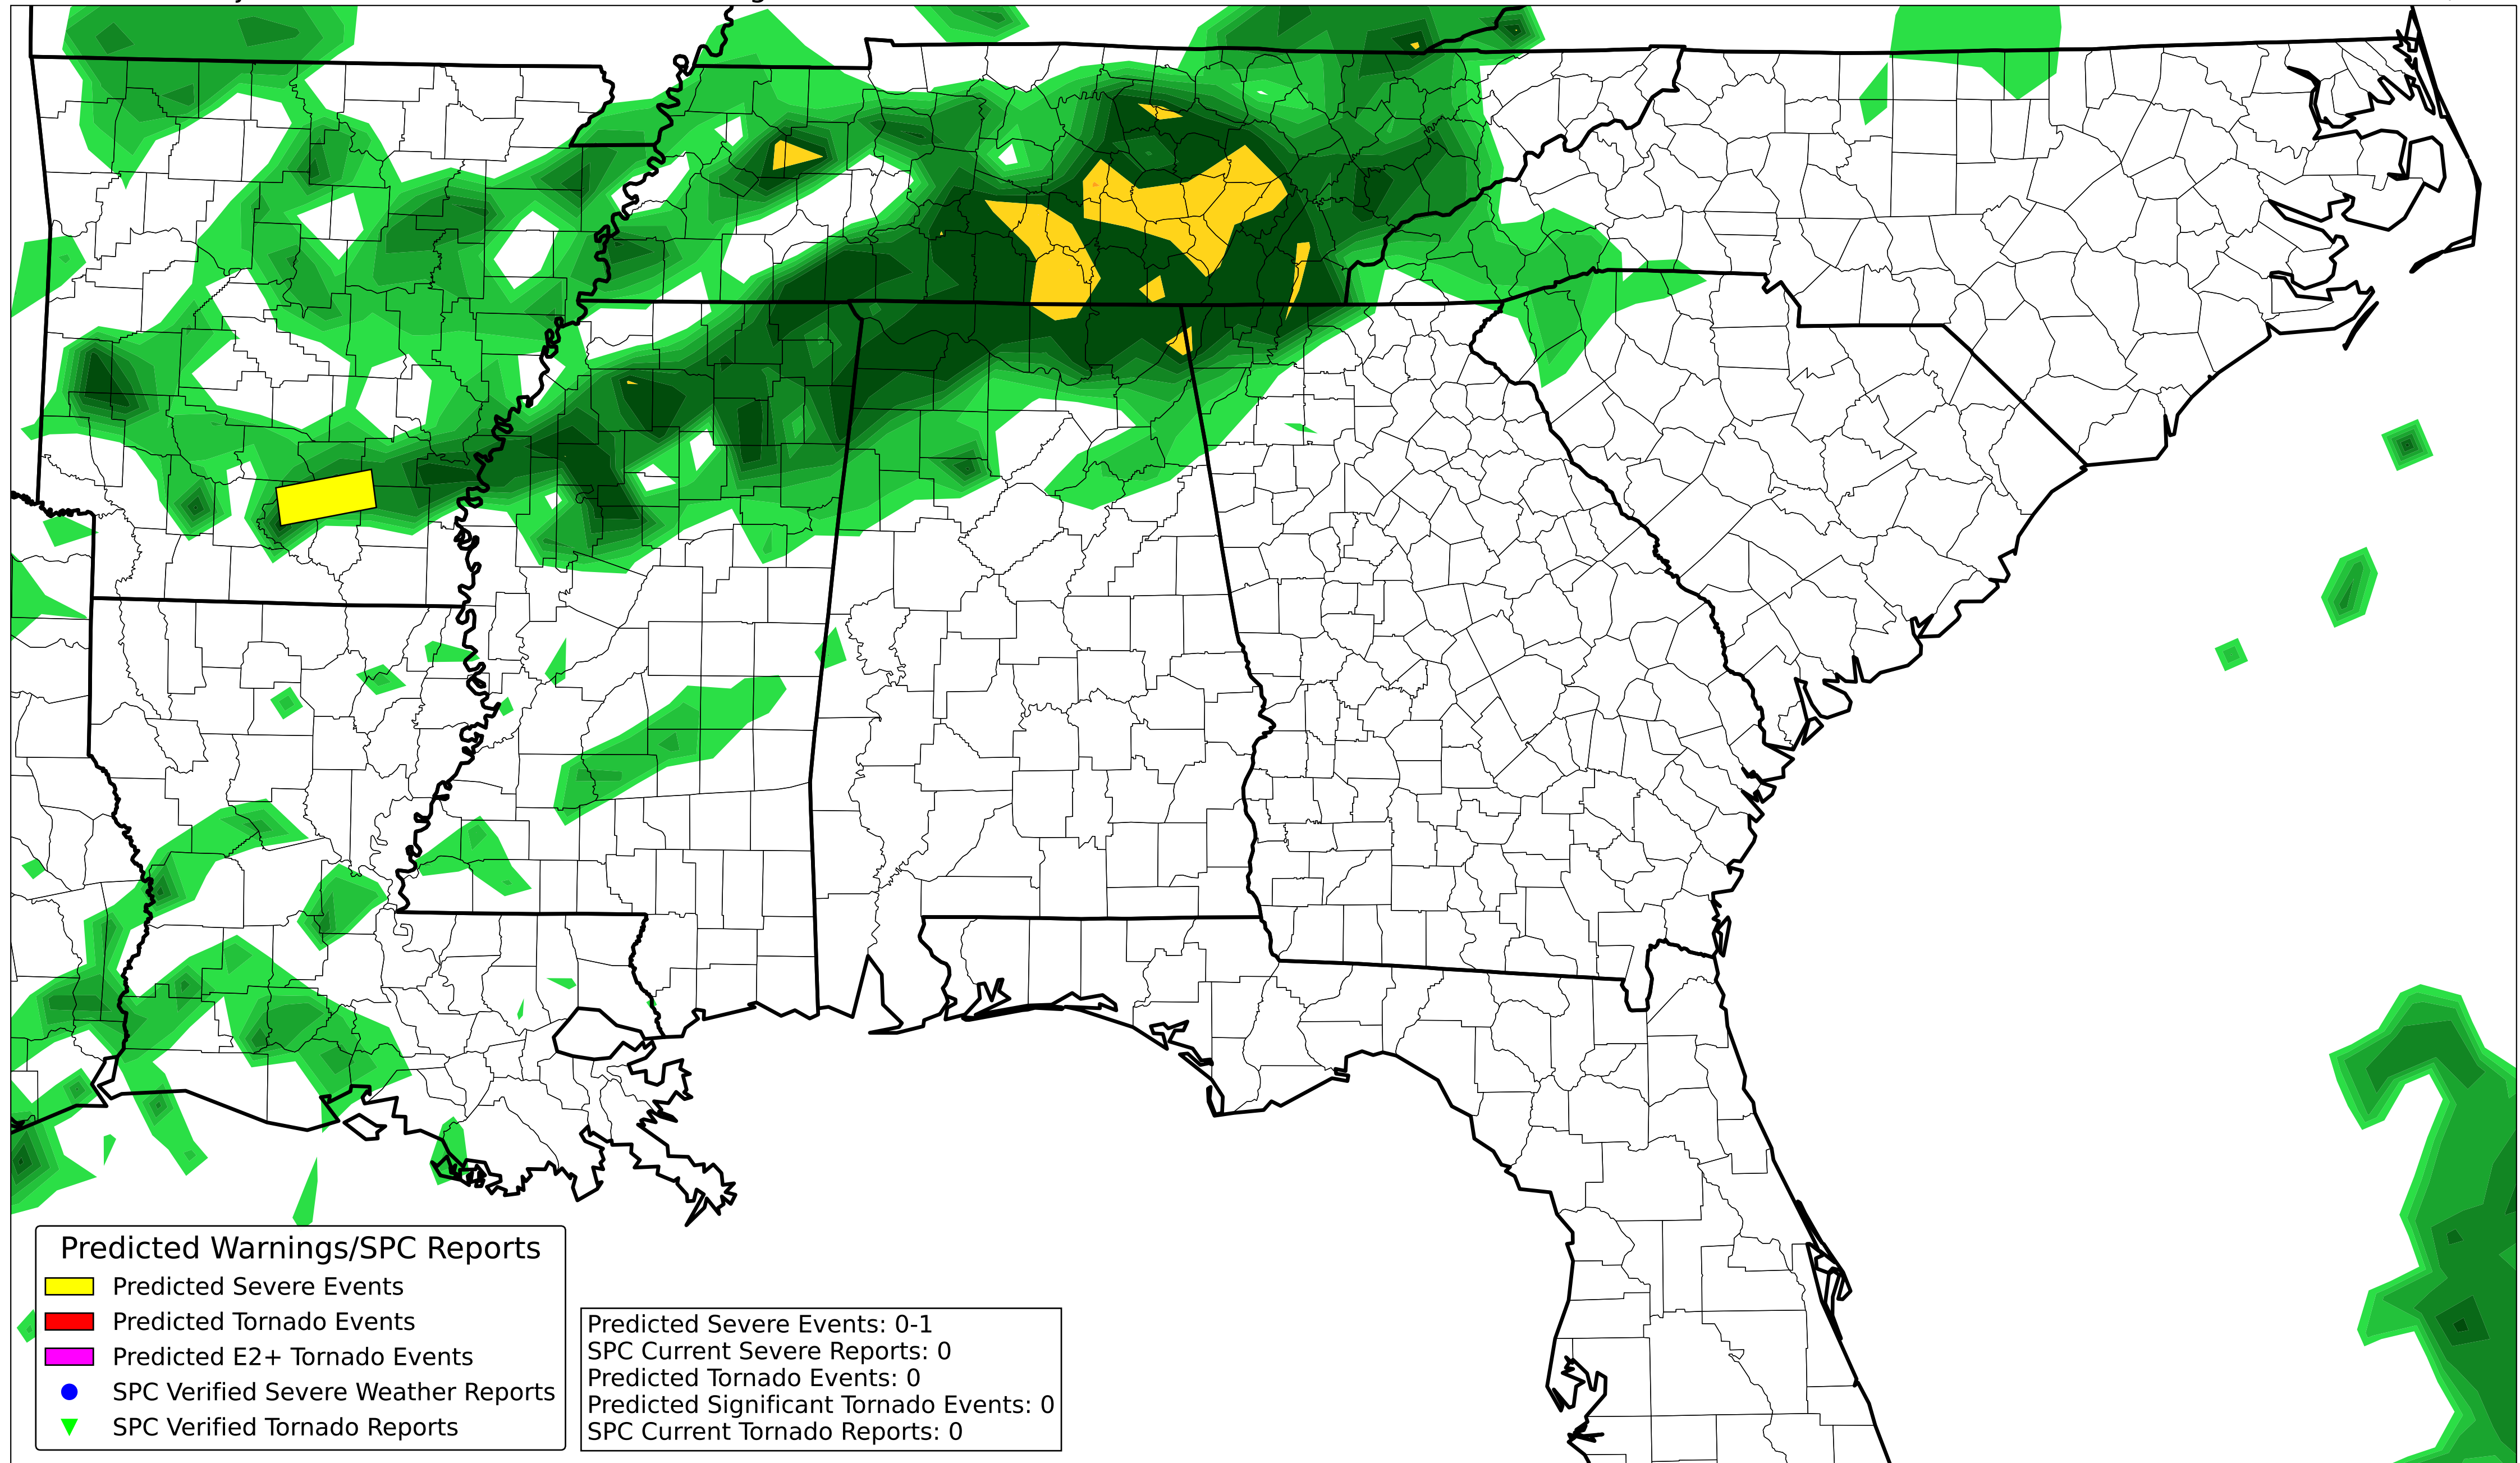 Predicted Warnings/SPC Reports
Predicted Severe Events
Predicted Tornado Events
Predicted E2+ Tornado Events
SPC Verified Severe Weather Reports
SPC Verified Tornado Reports
Predicted Severe Events: 0-1
SPC Current Severe Reports: 0
Predicted Tornado Events: 0
Predicted Significant Tornado Events: 0
SPC Current Tornado Reports: 0